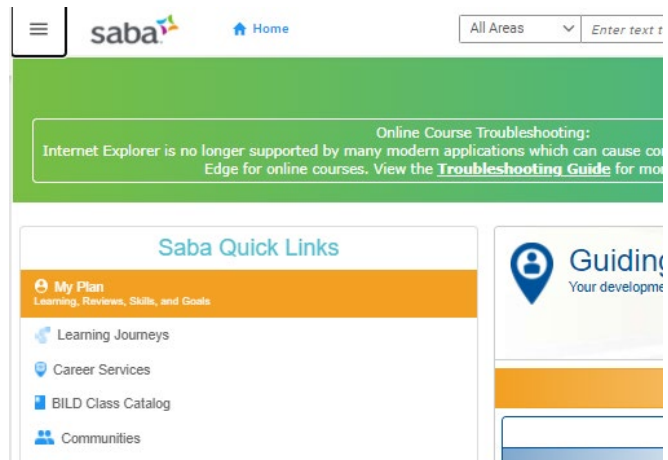 saba
Home
All Areas
Enter text t
Online Course Troubleshooting:
Internet Explorer is no longer supported by many modern applications which can cause co
Edge for online courses. View the Troubleshooting Guide for mo
Saba Quick Links
My Plan
Learning, Reviews, Skills, and Goals
Learning Journeys
Career Services
BILD Class Catalog
Communities
Guiding
Your developme